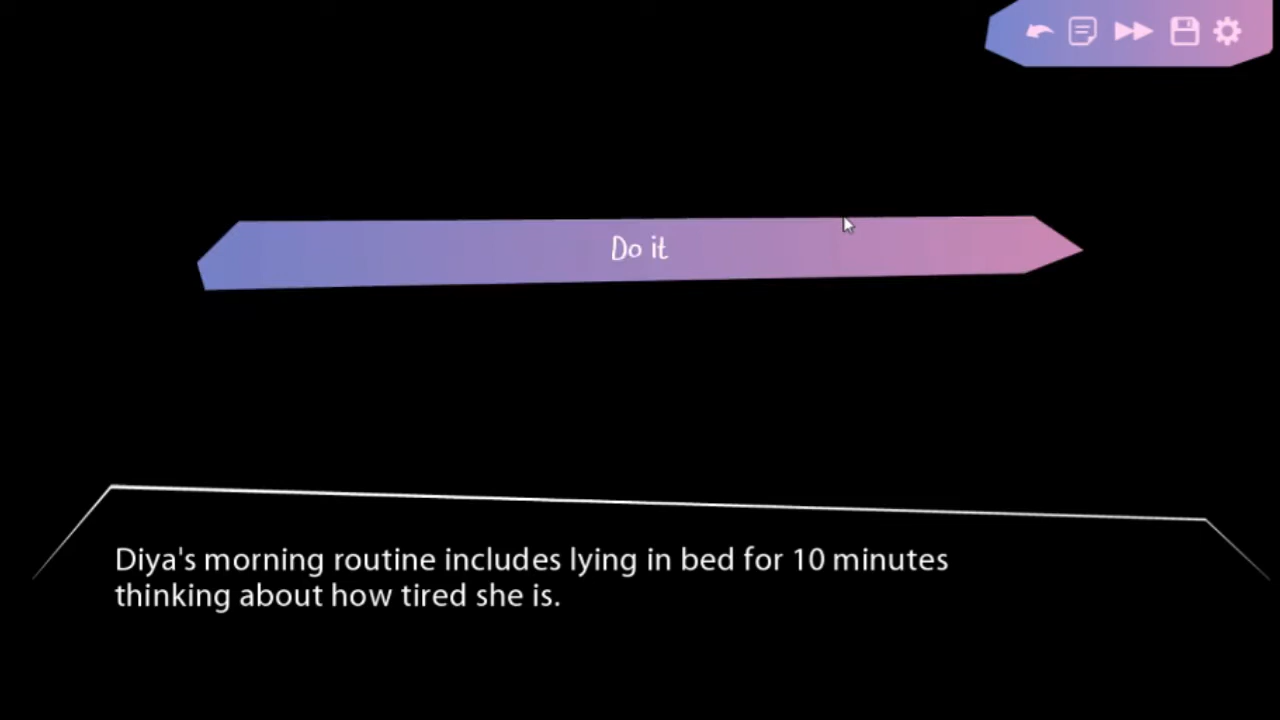 Do it
Diya's morning routine includes lying in bed for 10 minutes
thinking about how tired she is.